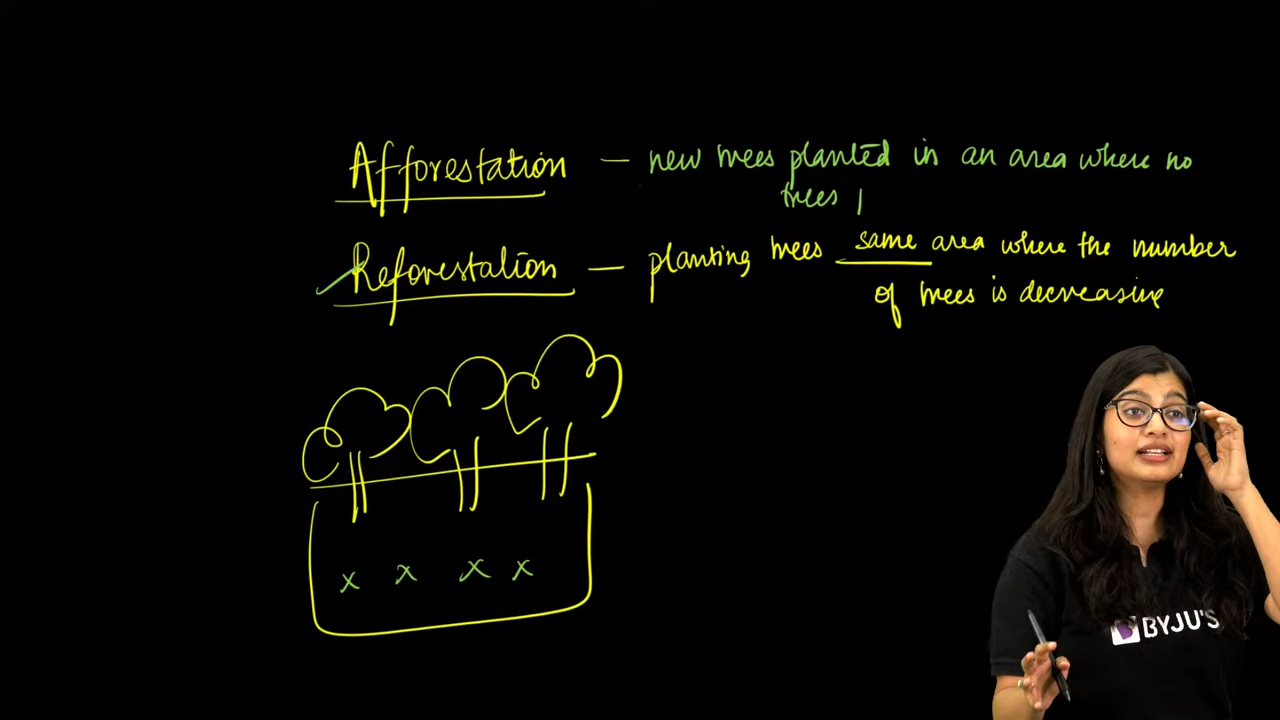 Afforestation — new trees planted in an area where no
trees
Reforestation — planting trees same area where the number
of trees is decreasing
x x x x
BYJU'S